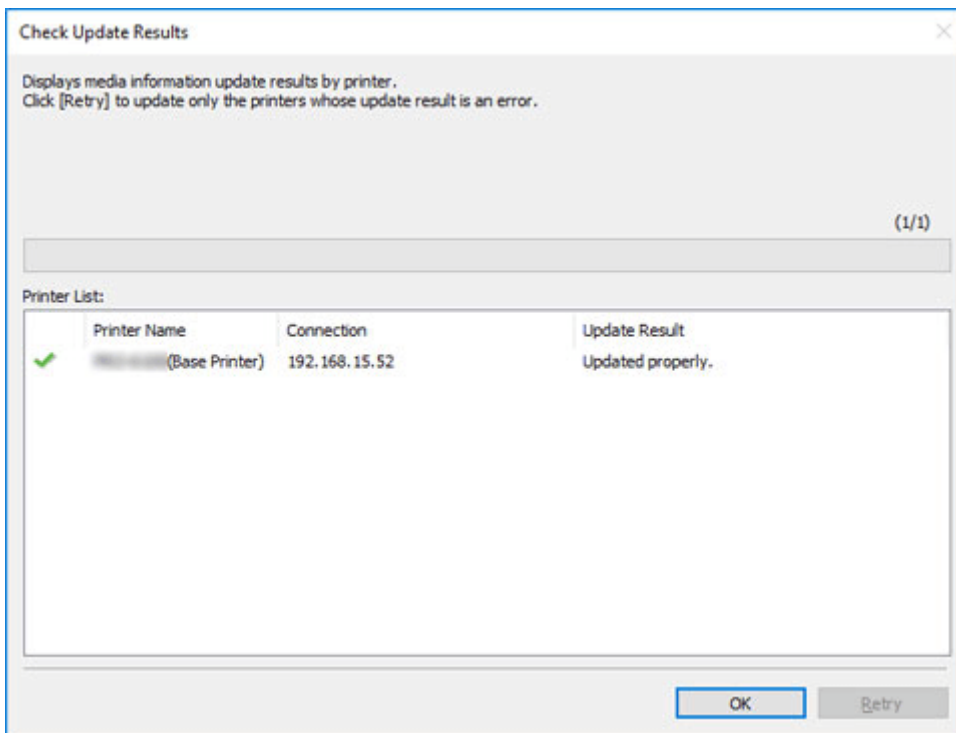 Check Update Results
Displays media information update results by printer.
Click [Retry] to update only the printers whose update result is an error.
(1/1)
Printer List:
Printer Name Connection Update Result
(Base Printer) 192.168.15.52 Updated properly.
OK Retry